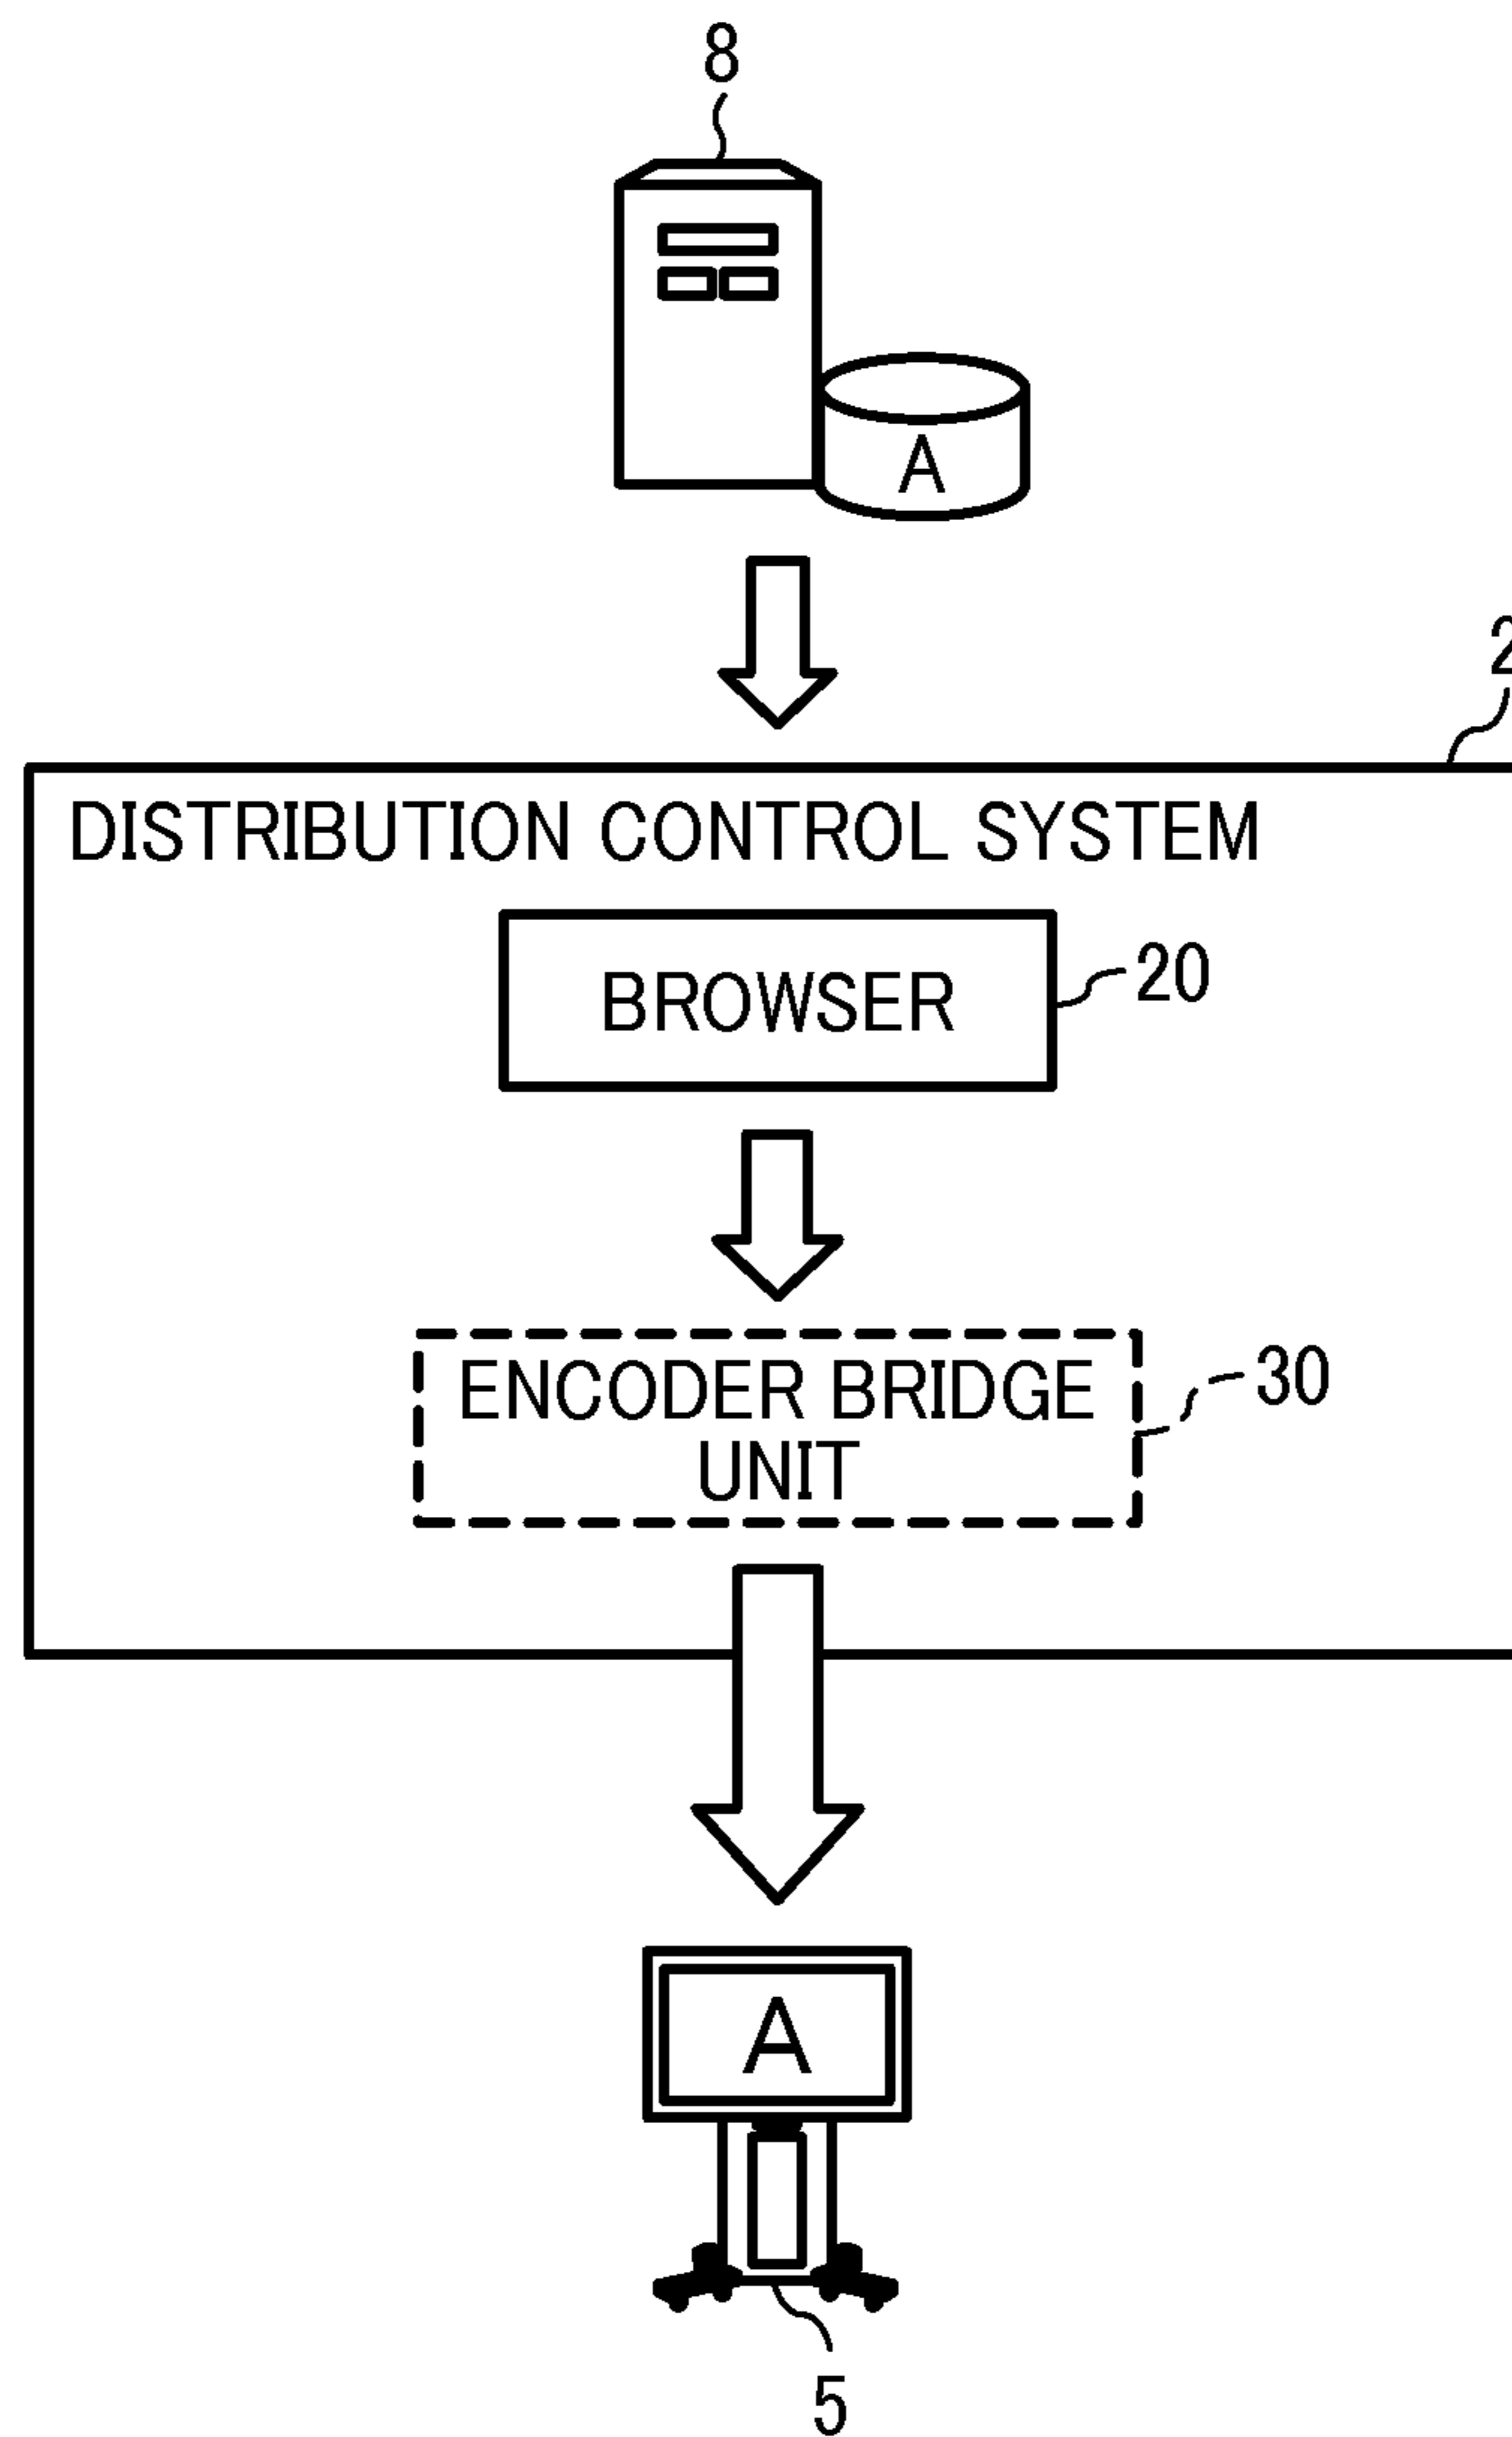 8
A
2
DISTRIBUTION CONTROL SYSTEM
BROWSER
20
ENCODER BRIDGE
UNIT
30
A
5